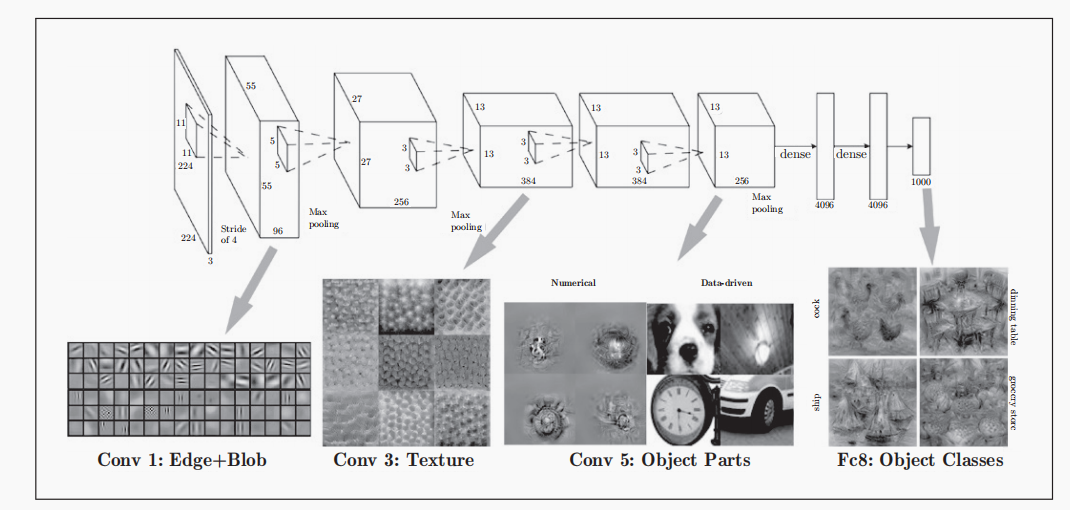 11
11
224
224
3
Stride
of 4
55
5
5
55
96
Max
pooling
27
27
3
3
256
Max
pooling
13
13
3
3
384
13
13
3
3
384
13
13
256
Max
pooling
dense
4096
dense
4096
1000
Numerical
Data-driven
cock
dinning table
ship
grocery store
Conv 1: Edge+Blob
Conv 3: Texture
Conv 5: Object Parts
Fc8: Object Classes